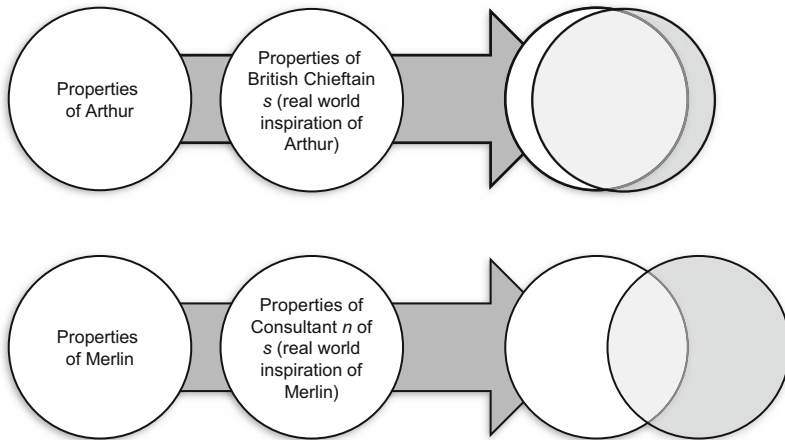 Properties
of Arthur
Properties of
British Chieftain
s (real world
inspiration of
Arthur)
Properties
of Merlin
Properties of
Consultant n of
s (real world
inspiration of
Merlin)